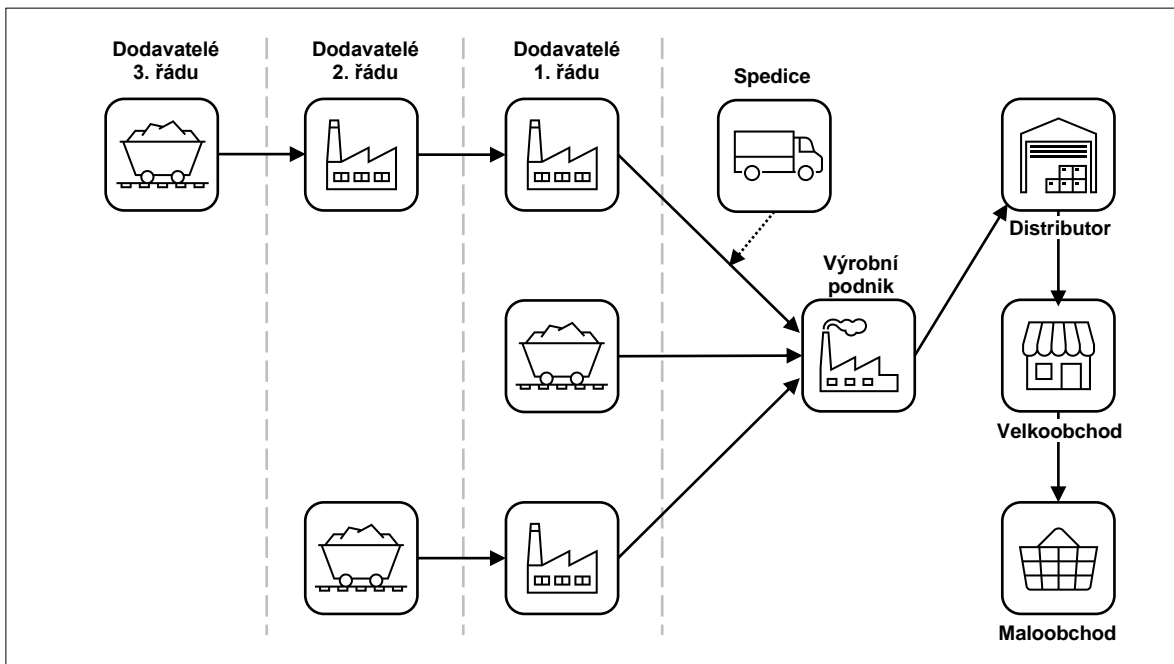 Dodavatelé
3. řádu
Dodavatelé
2. řádu
Dodavatelé
1. řádu
Spedice
Distributor
Výrobní
podnik
Velkoobchod
Maloobchod